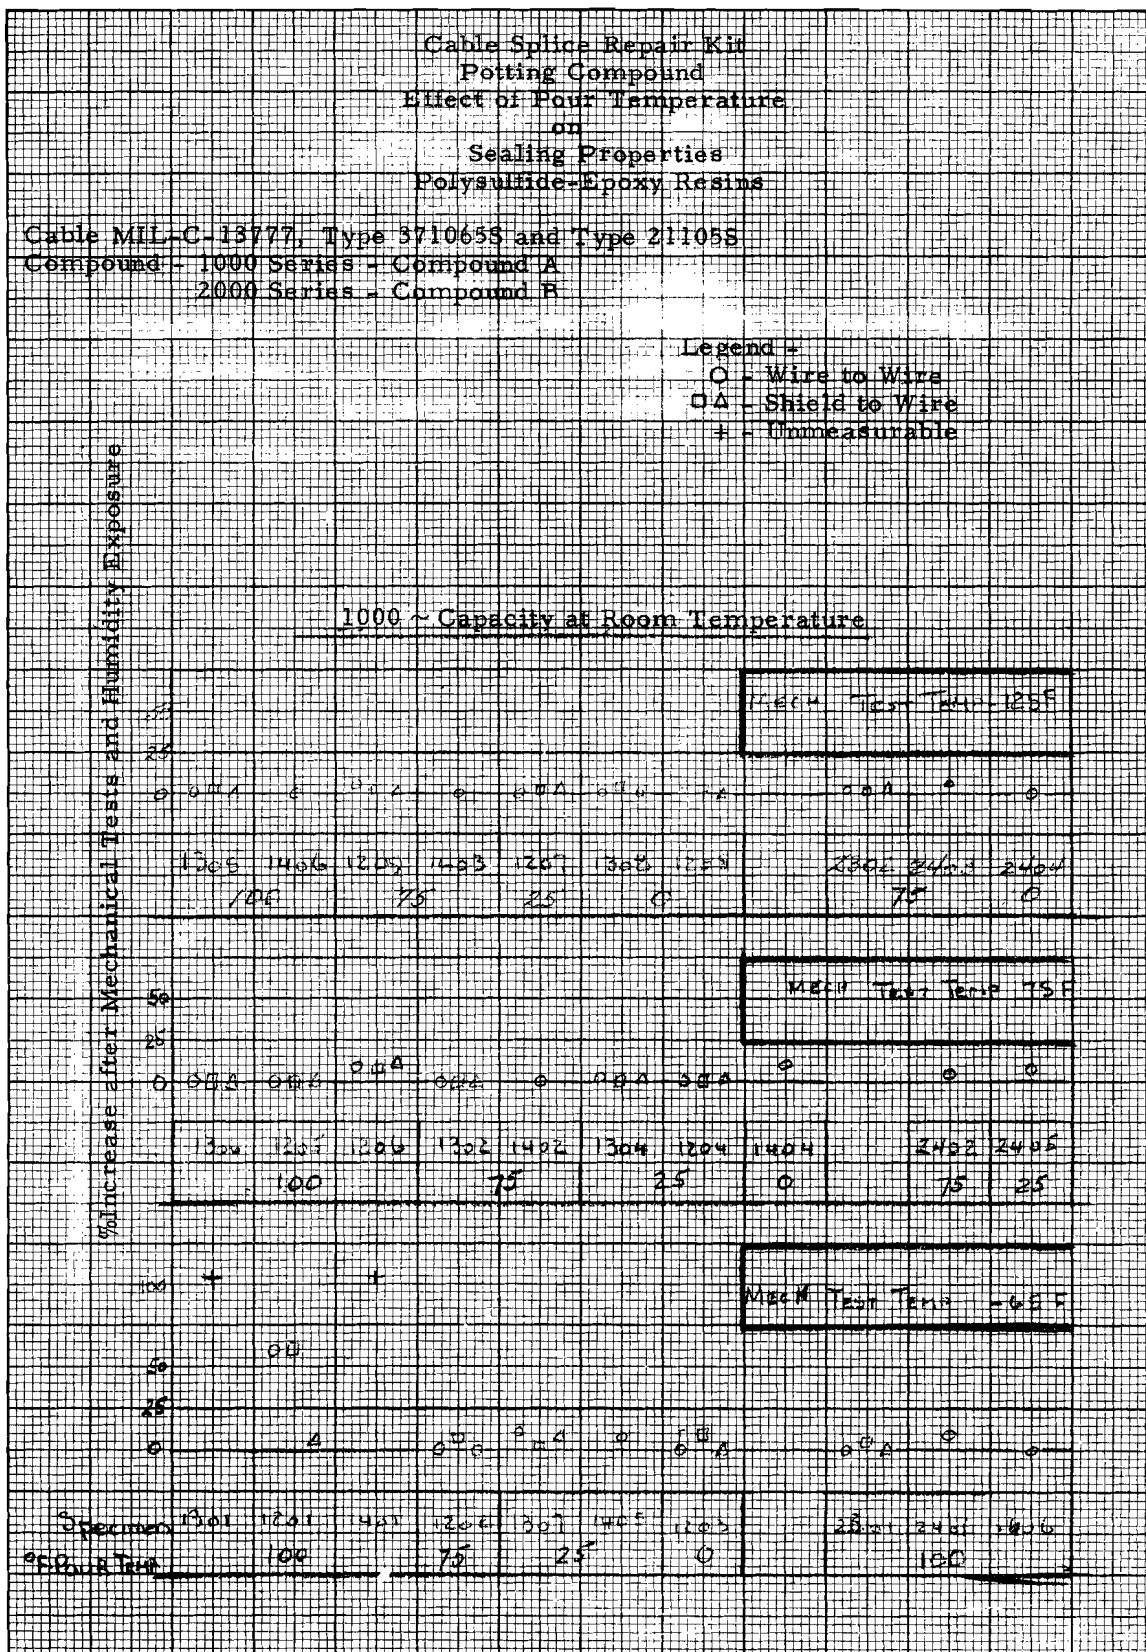 Cable Splice Repair Kit
Potting Compound
Effect of Pour Temperature
on
Sealing Properties
Polysulfide-Epoxy Resins
Cable MIL-C-13777, Type 371065S and Type 21105S
Compound - 1000 Series - Compound A
2000 Series - Compound B
Legend -
O - Wire to Wire
□ Δ - Shield to Wire
+ - Unmeasurable
%Increase after Mechanical Tests and Humidity Exposure
1000 ~ Capacity at Room Temperature
MECH TEST TEMP - 125F
25
0
1305 1406 1403 1207 2302 2403 2404
100 75 25 0 75 0
MECH TEST TEMP 75F
50
25
0
1306 1205 1206 1302 1402 1304 1204 1404 2402 2405
100 75 25 0 75 25
MECH TEST TEMP -65F
100
50
25
0
Specimen 1301 1201 1307 1405 1203
°F. POUR TEMP 100 75 25 0 100